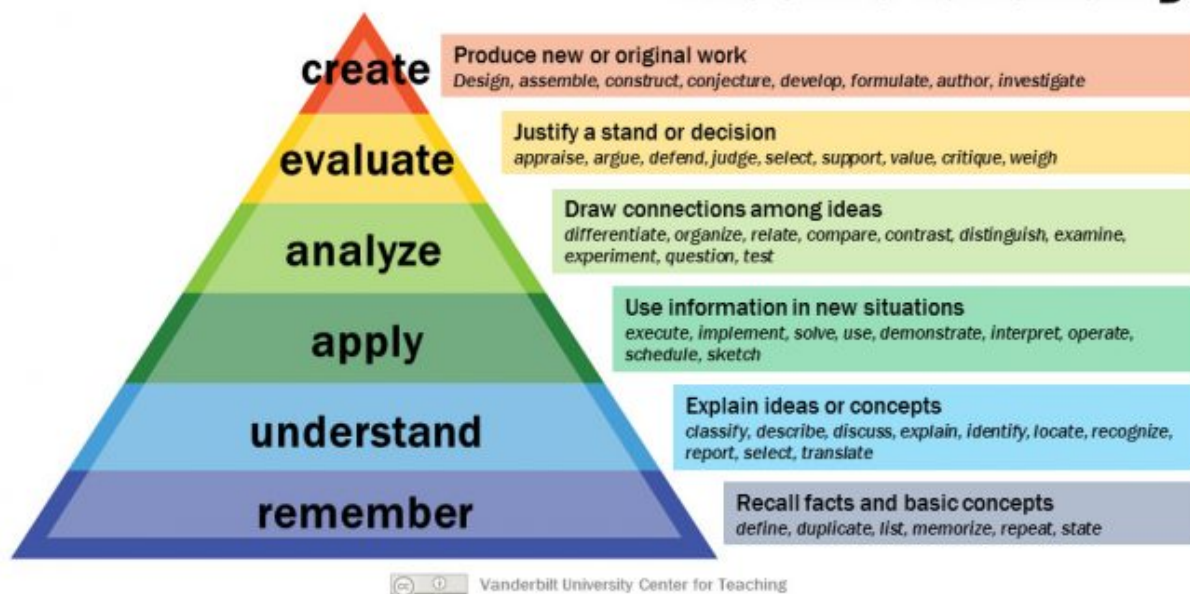 create
Produce new or original work
Design, assemble, construct, conjecture, develop, formulate, author, investigate
evaluate
Justify a stand or decision
appraise, argue, defend, judge, select, support, value, critique, weigh
analyze
Draw connections among ideas
differentiate, organize, relate, compare, contrast, distinguish, examine,
experiment, question, test
apply
Use information in new situations
execute, implement, solve, use, demonstrate, interpret, operate,
schedule, sketch
understand
Explain ideas or concepts
classify, describe, discuss, explain, identify, locate, recognize,
report, select, translate
remember
Recall facts and basic concepts
define, duplicate, list, memorize, repeat, state
cc
Vanderbilt University Center for Teaching